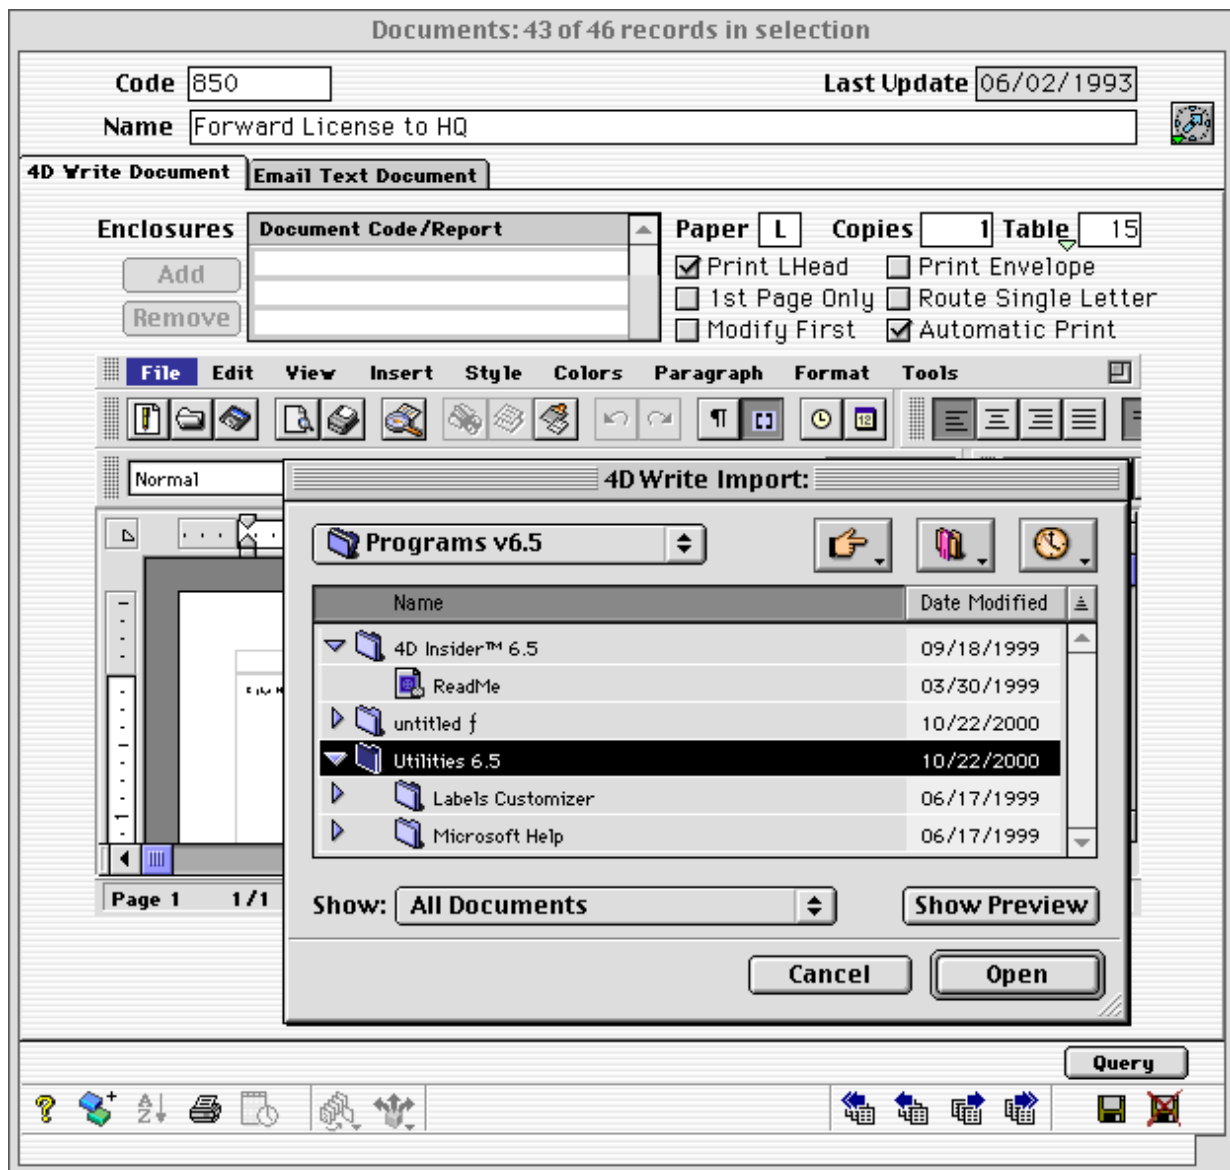 Documents: 43 of 46 records in selection
Code 850 Last Update 06/02/1993
Name Forward License to HQ
4D Write Document Email Text Document
Enclosures Document Code/Report Paper L Copies 1 Table 15
Add Print LHead Print Envelope
1st Page Only Route Single Letter
Remove Modify First Automatic Print
File Edit View Insert Style Colors Paragraph Format Tools
12
Normal
4D Write Import:
Programs v6.5
Name Date Modified
4D Insider™ 6.5 09/18/1999
ReadMe 03/30/1999
untitled ƒ 10/22/2000
Utilities 6.5 10/22/2000
Labels Customizer 06/17/1999
Microsoft Help 06/17/1999
1
Page 1 1/1
Show: All Documents Show Preview
Cancel Open
Query
? A Z